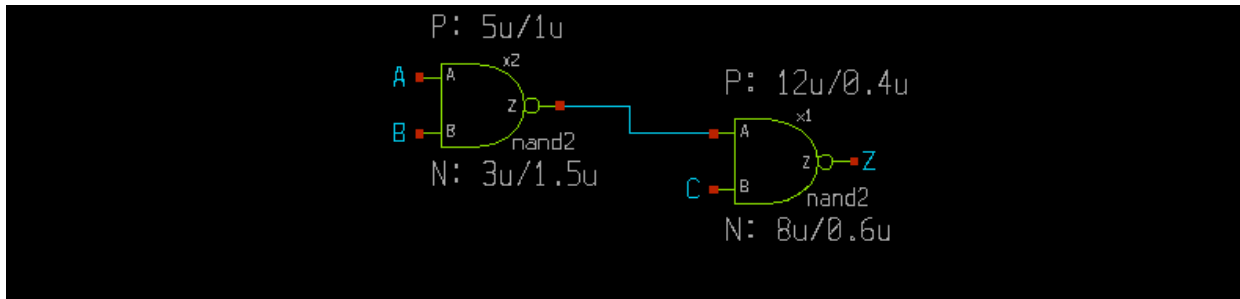 P: 5u/1u
x2
A
A
Z
B
B
nand2
N: 3u/1.5u
P: 12u/0.4u
x1
A
Z
Z
C
B
nand2
N: 8u/0.6u